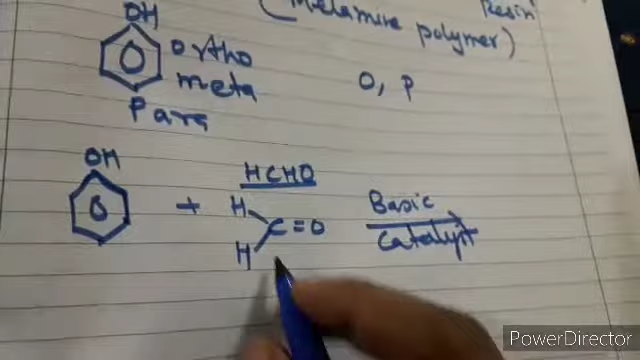 Resin
(Melamine polymer)
OH
Ortho
meta
Para
O, P
OH
HCHO
+
H
C=O
H
Basic
Catalyst
PowerDirector